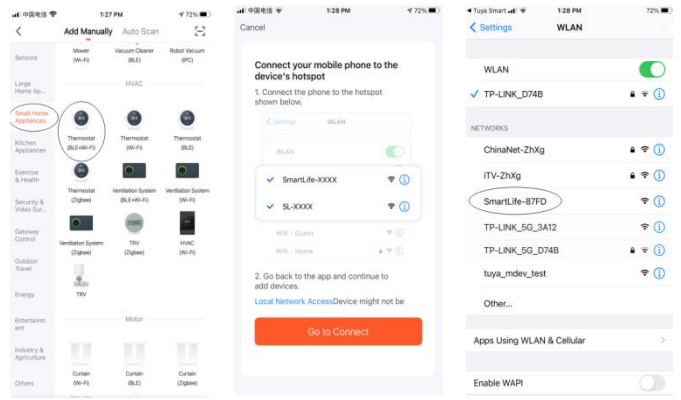 中国电信
1:27 PM
72%
Add Manually
Auto Scan
Sensors
Large
Home Ap...
Small Home
Appliances
Kitchen
Appliances
Exercise
& Health
Security &
Video Sur...
Gateway
Control
Outdoor
Travel
Energy
Entertainm
ent
Industry &
Agriculture
Others
Mower
(Wi-Fi)
Vacuum Cleaner
(BLE)
Robot Vacuum
(IPC)
HVAC
Thermostat
(BLE+Wi-Fi)
Thermostat
(Wi-Fi)
Thermostat
(BLE)
Thermostat
(Zigbee)
Ventilation System
(BLE+Wi-Fi)
Ventilation System
(Zigbee)
Ventilation System
(Zigbee)
TRV
(Zigbee)
HVAC
(Wi-Fi)
TRV
Motor
Curtain
(Wi-Fi)
Curtain
(BLE)
Curtain
(Zigbee)
中国电信
1:28 PM
72%
Cancel
Connect your mobile phone to the
device's hotspot
1. Connect the phone to the hotspot
shown below.
Settings WLAN
WLAN
SmartLife-XXXX
SL-XXXX
Wifi - Guest
Wifi - Home
2. Go back to the app and continue to
add devices.
Local Network AccessDevice might not be
Go to Connect
Tuya Smart
1:28 PM
72%
Settings
WLAN
WLAN
TP-LINK_D74B
NETWORKS
ChinaNet-ZhXg
iTV-ZhXg
SmartLife-87FD
TP-LINK_5G_3A12
TP-LINK_5G_D74B
tuya_mdev_test
Other...
Apps Using WLAN & Cellular
Enable WAPI